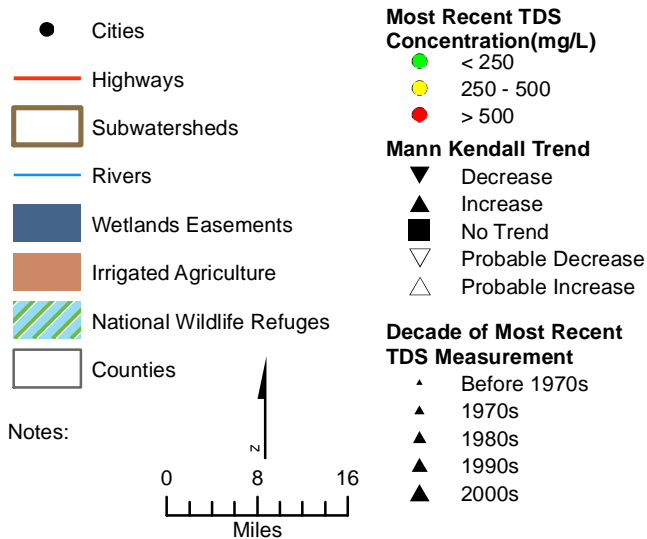 Cities
Highways
Subwatersheds
Rivers
Wetlands Easements
Irrigated Agriculture
National Wildlife Refuges
Counties
Notes:
N
0 8 16
Miles
Most Recent TDS
Concentration(mg/L)
< 250
250 - 500
> 500
Mann Kendall Trend
Decrease
Increase
No Trend
Probable Decrease
Probable Increase
Decade of Most Recent
TDS Measurement
Before 1970s
1970s
1980s
1990s
2000s